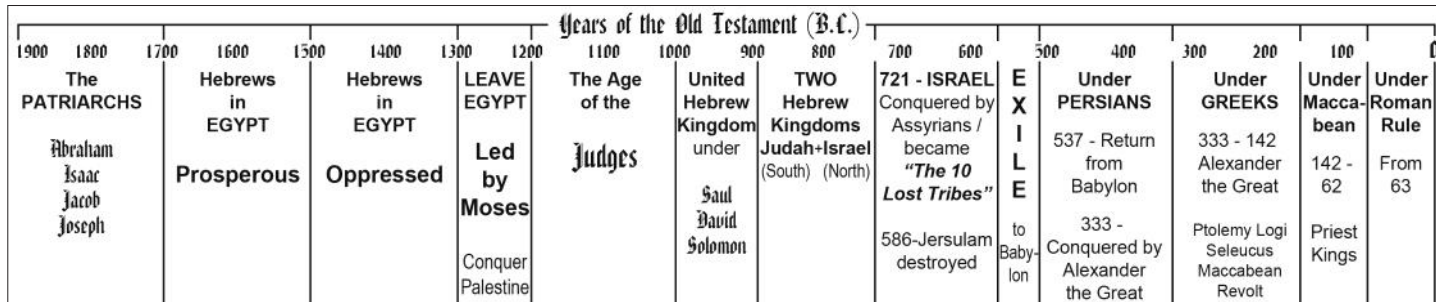 Years of the Old Testament (B.C.)
1900 1800 1700 1600 1500 1400 1300 1200 1100 1000 900 800 700 600 500 400 300 200 100 0
The
PATRIARCHS
Abraham
Isaac
Jacob
Joseph
Hebrews
in
EGYPT
Prosperous
Hebrews
in
EGYPT
Oppressed
LEAVE
EGYPT
Led
by
Moses
Conquer
Palestine
The Age
of the
Judges
United
Hebrew
Kingdom
under
Saul
David
Solomon
TWO
Hebrew
Kingdoms
Judah+Israel
(South) (North)
721 - ISRAEL
Conquered by
Assyrians /
became
"The 10
Lost Tribes"
586-Jersulam
destroyed
E
X
I
L
E
to
Baby-
lon
Under
PERSIANS
537 - Return
from
Babylon
333 -
Conquered by
Alexander
the Great
Under
GREEKS
333 - 142
Alexander
the Great
Ptolemy Logi
Seleucus
Maccabean
Revolt
Under
Macca-
bean
142 -
62
Priest
Kings
Under
Roman
Rule
From
63